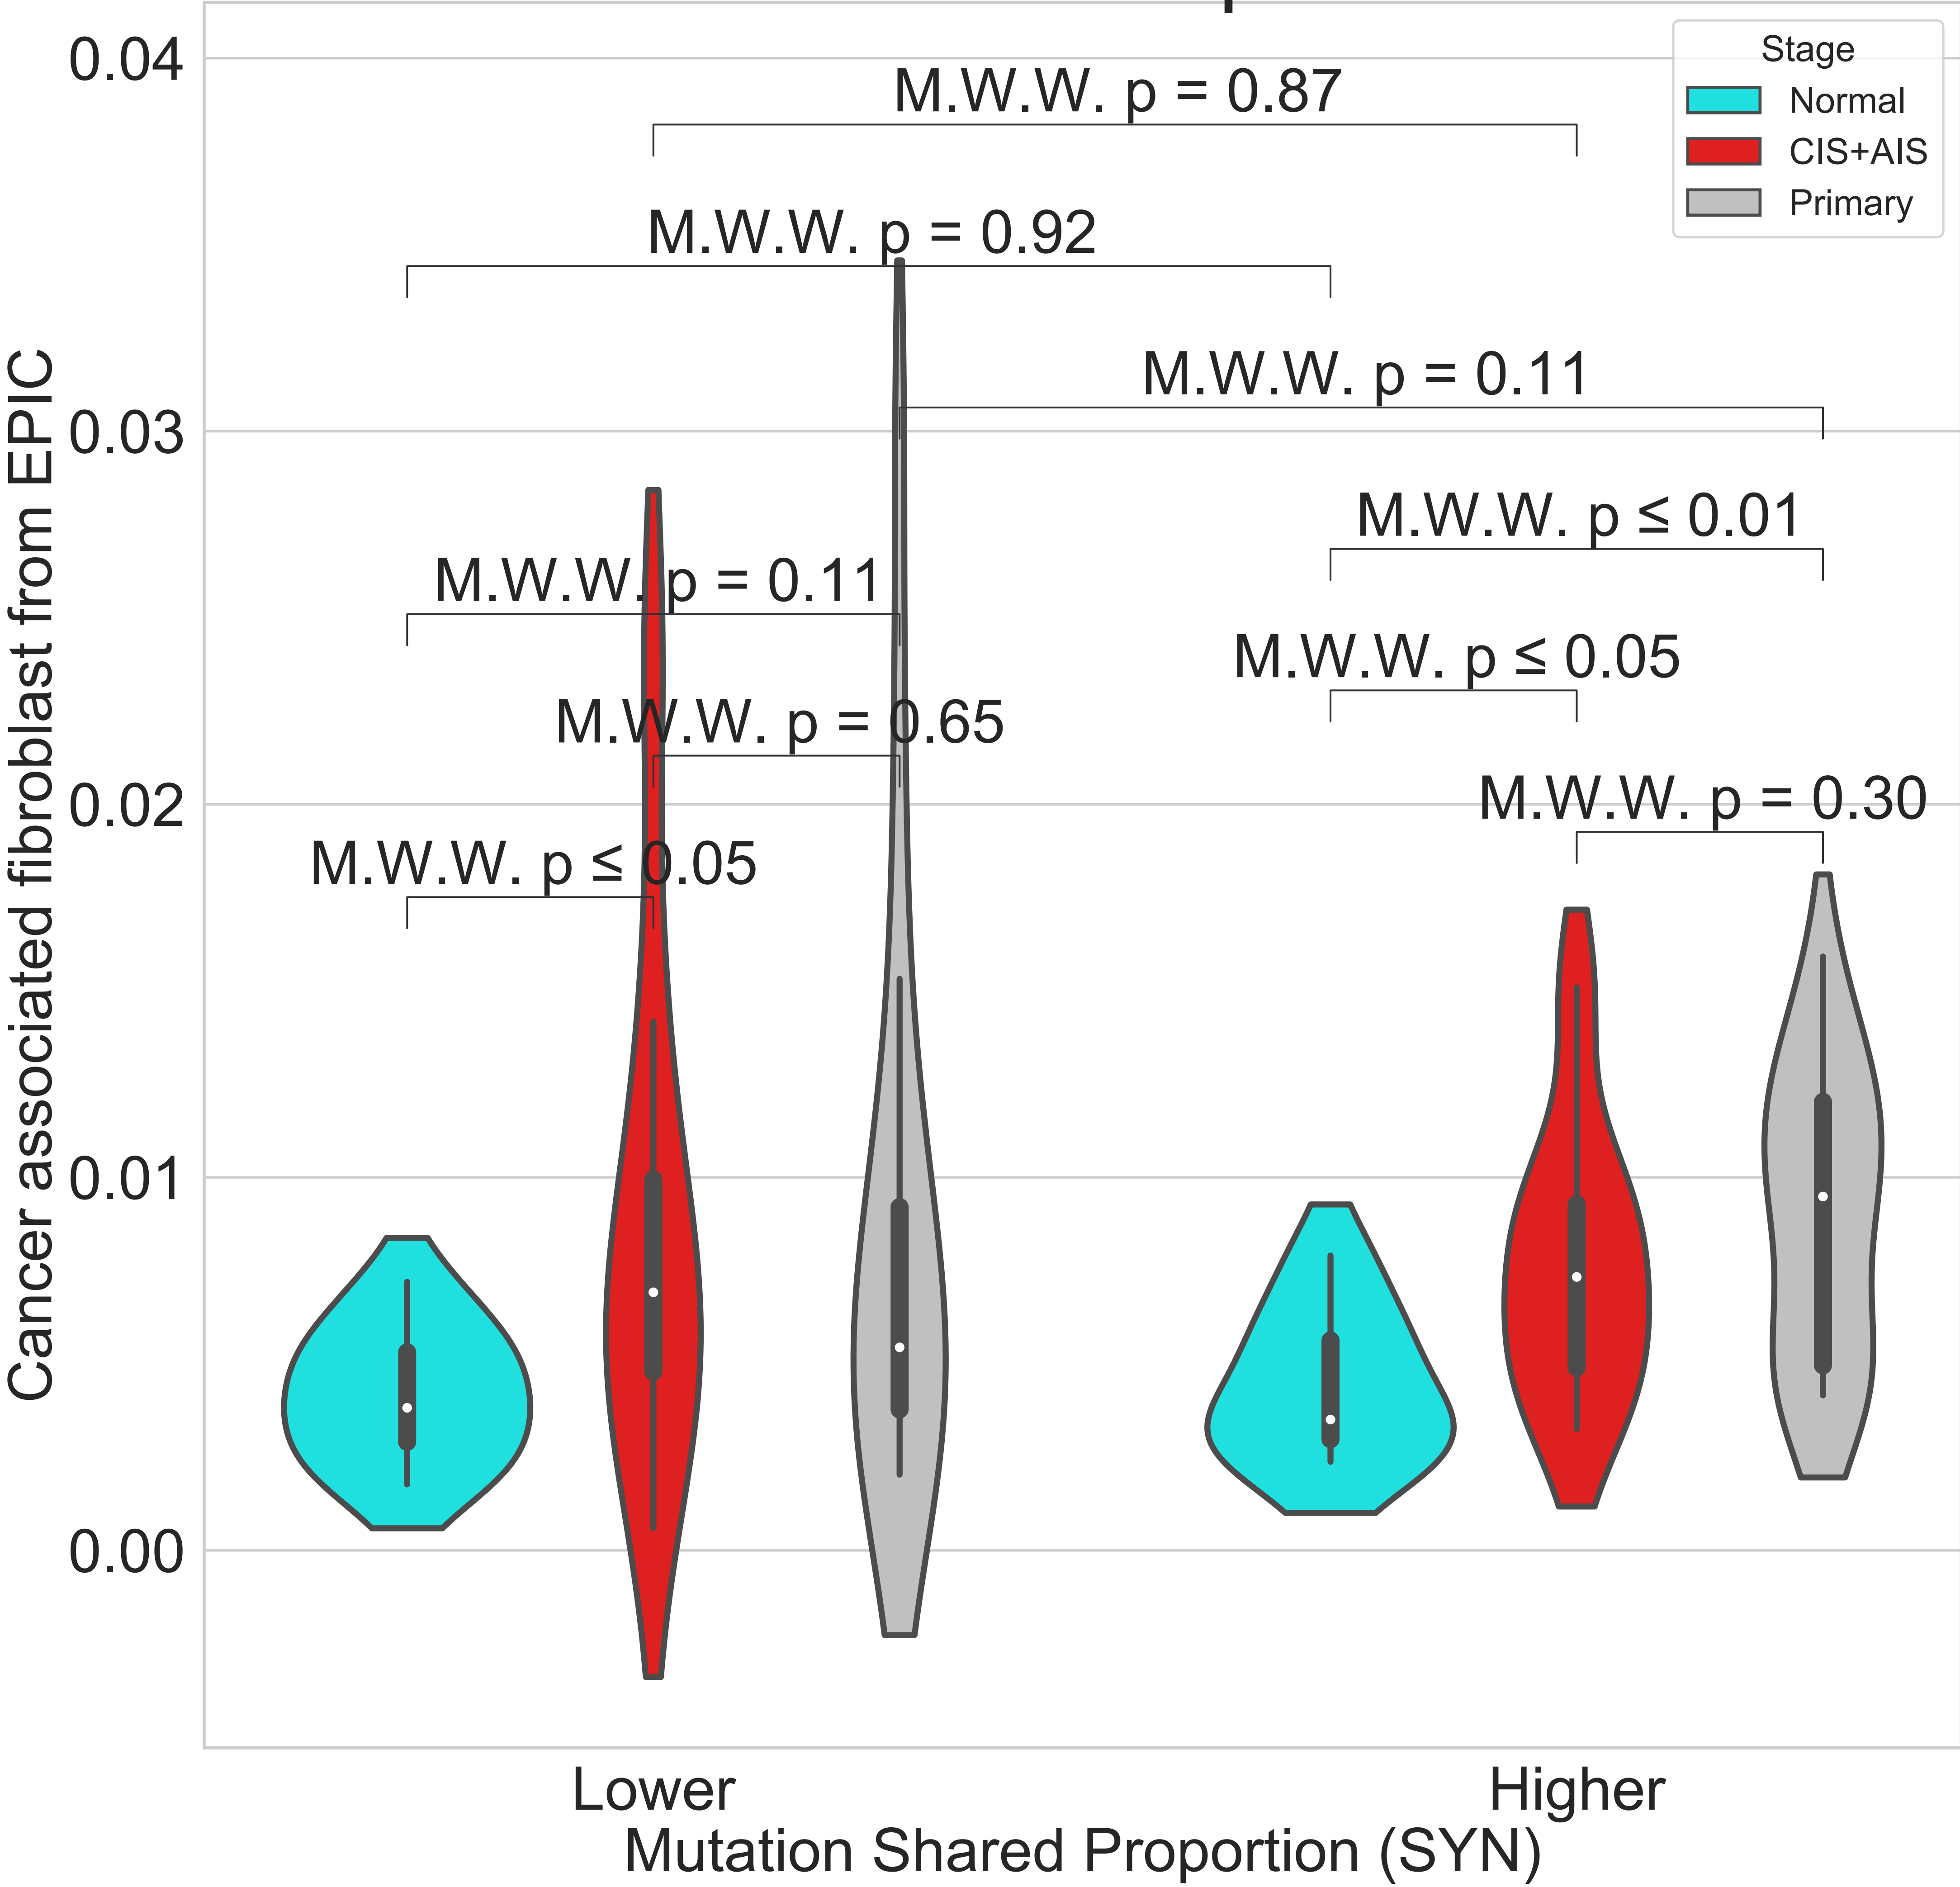 0.04
0.03
0.02
0.01
0.00
Cancer associated fibroblast from EPIC
Stage
Normal
CIS+AIS
Primary
M.W.W. p = 0.87
M.W.W. p = 0.92
M.W.W. p = 0.11
M.W.W. p ≤ 0.01
M.W.W. p = 0.11
M.W.W. p ≤ 0.05
M.W.W. p = 0.65
M.W.W. p = 0.30
M.W.W. p ≤ 0.05
Lower
Higher
Mutation Shared Proportion (SYN)